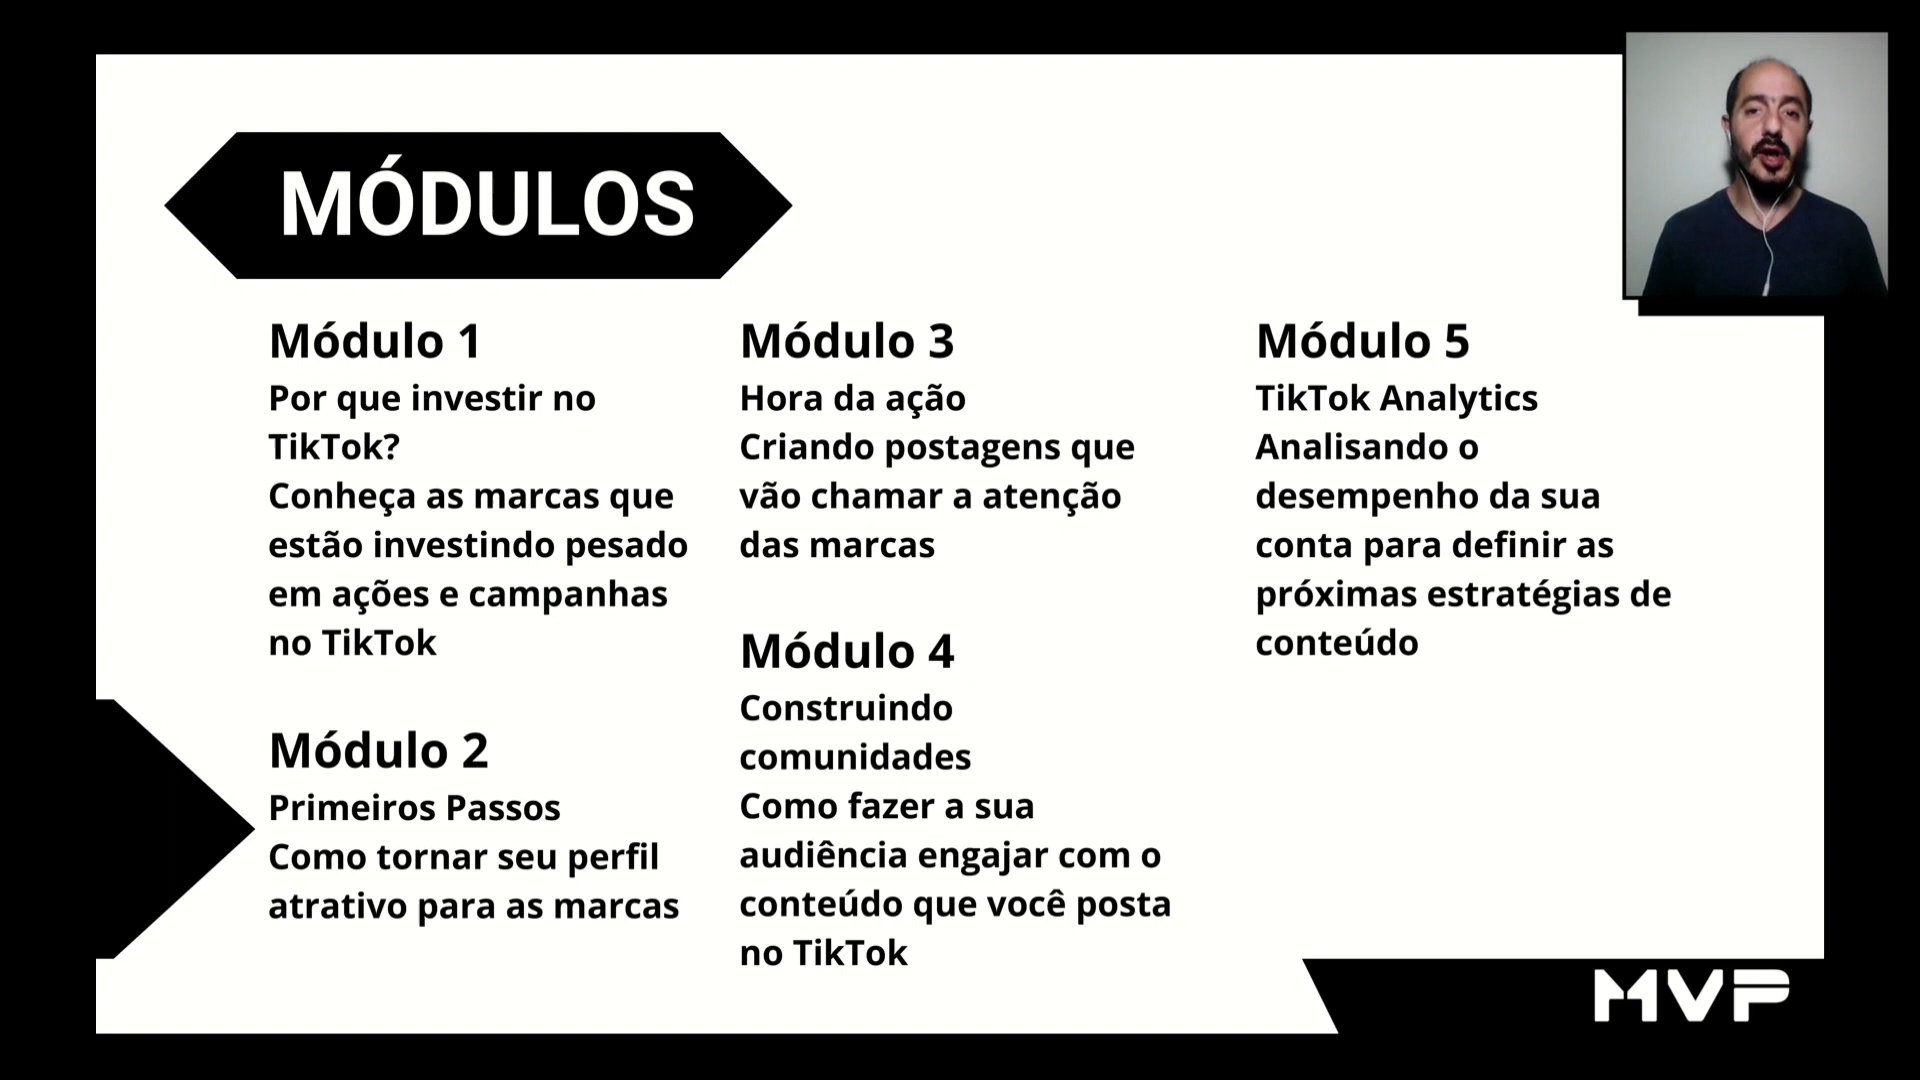 MÓDULOS
Módulo 1
Por que investir no
TikTok?
Conheça as marcas que
estão investindo pesado
em ações e campanhas
no TikTok
Módulo 2
Primeiros Passos
Como tornar seu perfil
atrativo para as marcas
Módulo 3
Hora da ação
Criando postagens que
vão chamar a atenção
das marcas
Módulo 4
Construindo
comunidades
Como fazer a sua
audiência engajar com o
conteúdo que você posta
no TikTok
Módulo 5
TikTok Analytics
Analisando o
desempenho da sua
conta para definir as
próximas estratégias de
conteúdo
MVP